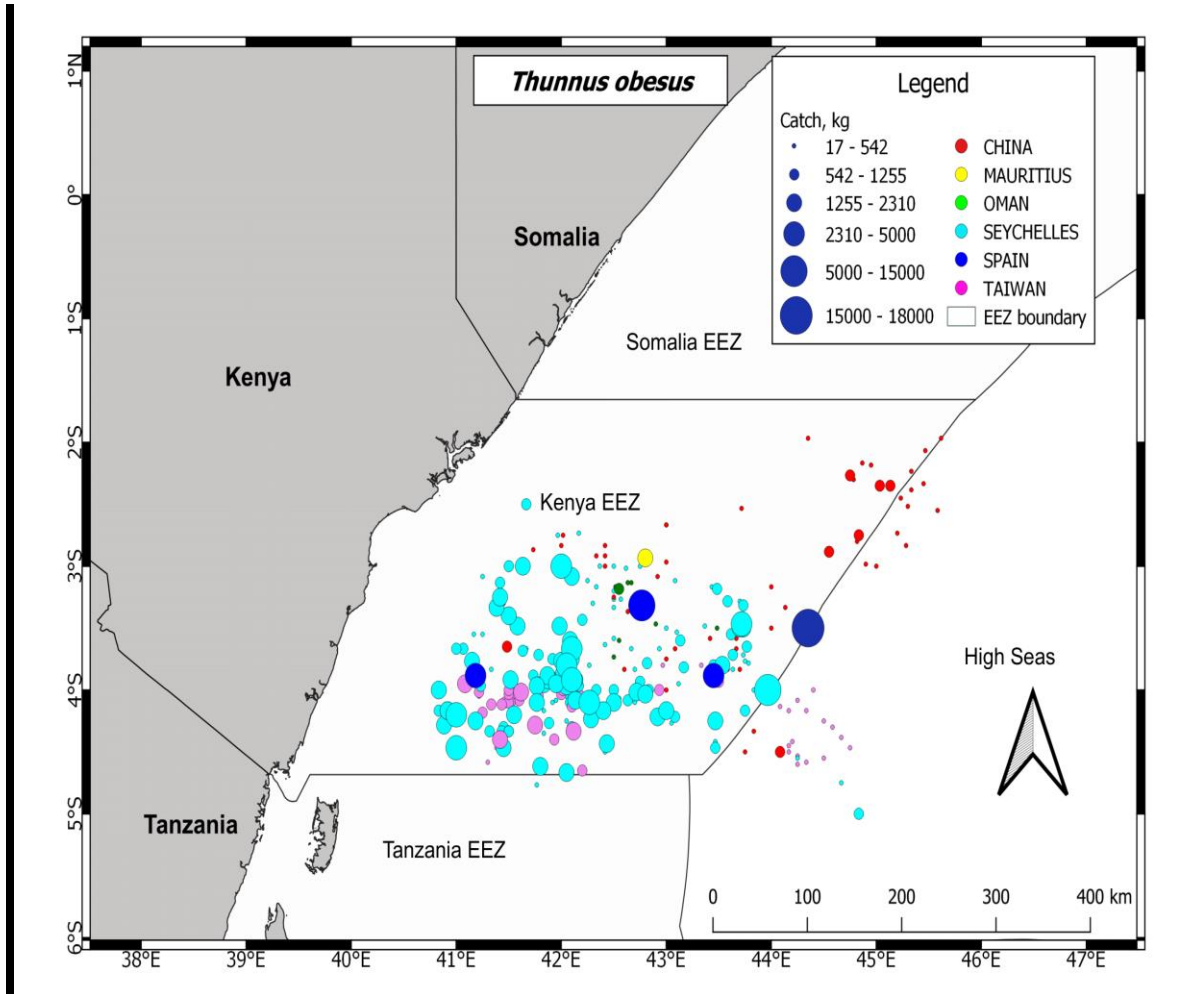 Thunnus obesus
Legend
Catch, kg
17 - 542
542 - 1255
1255 - 2310
2310 - 5000
5000 - 15000
15000 - 18000
CHINA
MAURITIUS
OMAN
SEYCHELLES
SPAIN
TAIWAN
EEZ boundary
Somalia
Somalia EEZ
Kenya
Kenya EEZ
High Seas
Tanzania
Tanzania EEZ
0 100 200 300 400 km
1°N
0°
1°S
2°S
3°S
4°S
5°S
6°S
38°E 39°E 40°E 41°E 42°E 43°E 44°E 45°E 46°E 47°E